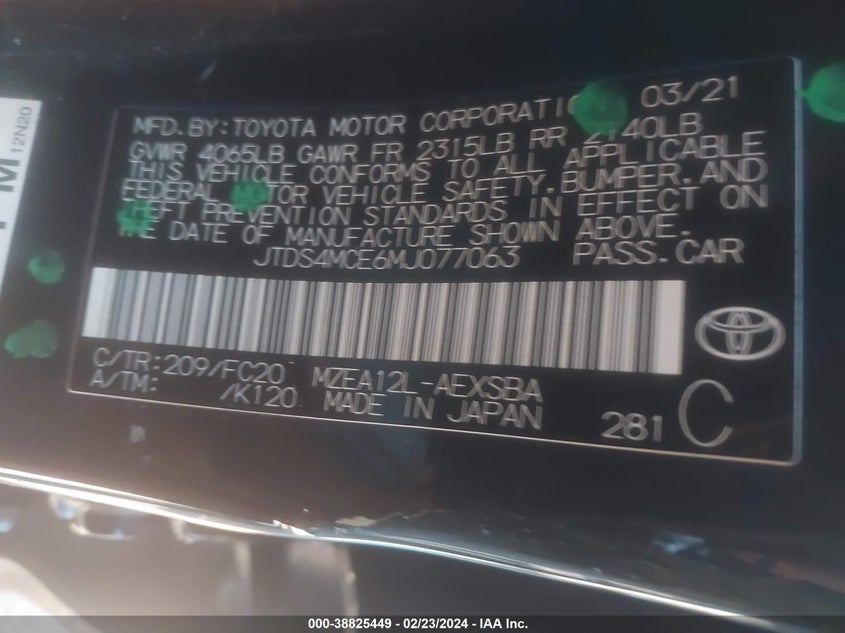 12N20
M
MFD.BY:TOYOTA MOTOR CORPORATIO 03/21
GVWR 4065LB GAWR FR 2315LB RR 2140LB
THIS VEHICLE CONFORMS TO ALL APPLICABLE
FEDERAL MOTOR VEHICLE SAFETY,BUMPER,AND
THEFT PREVENTION STANDARDS IN EFFECT ON
THE DATE OF MANUFACTURE SHOWN ABOVE.
JTDS4MCE6MJ077063 PASS.CAR
C/TR:209/FC20 MZEA12L-AEXSBA
A/TM: /K120 MADE IN JAPAN 281 C
000-38825449 - 02/23/2024 - IAA Inc.